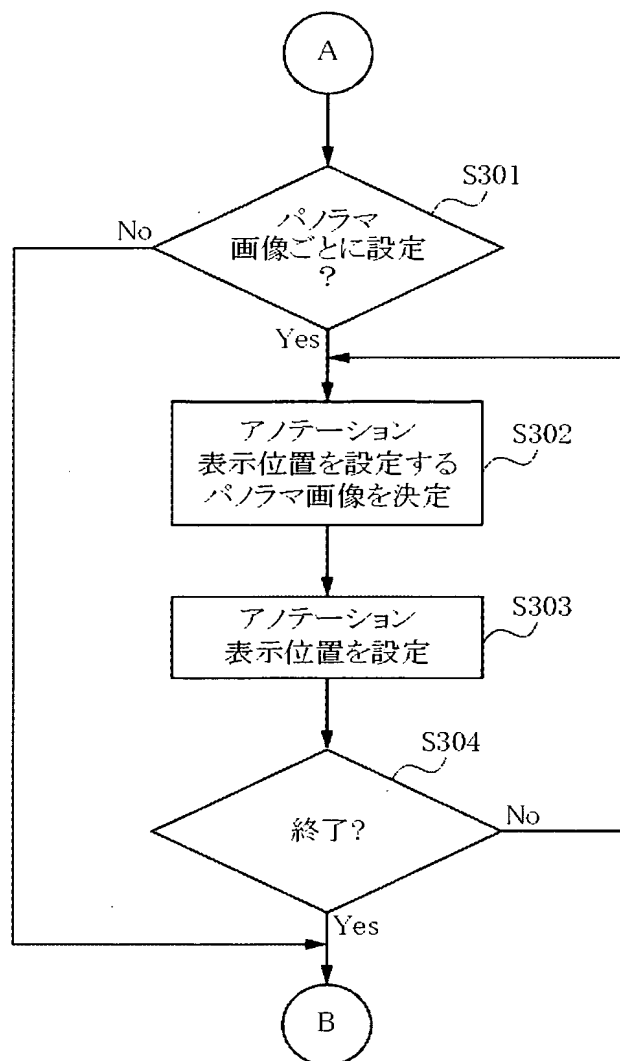 A
S301
パノラマ
画像ごとに設定
?
No
Yes
アノテーション
表示位置を設定する
パノラマ画像を決定
S302
アノテーション
表示位置を設定
S303
S304
終了?
No
Yes
B